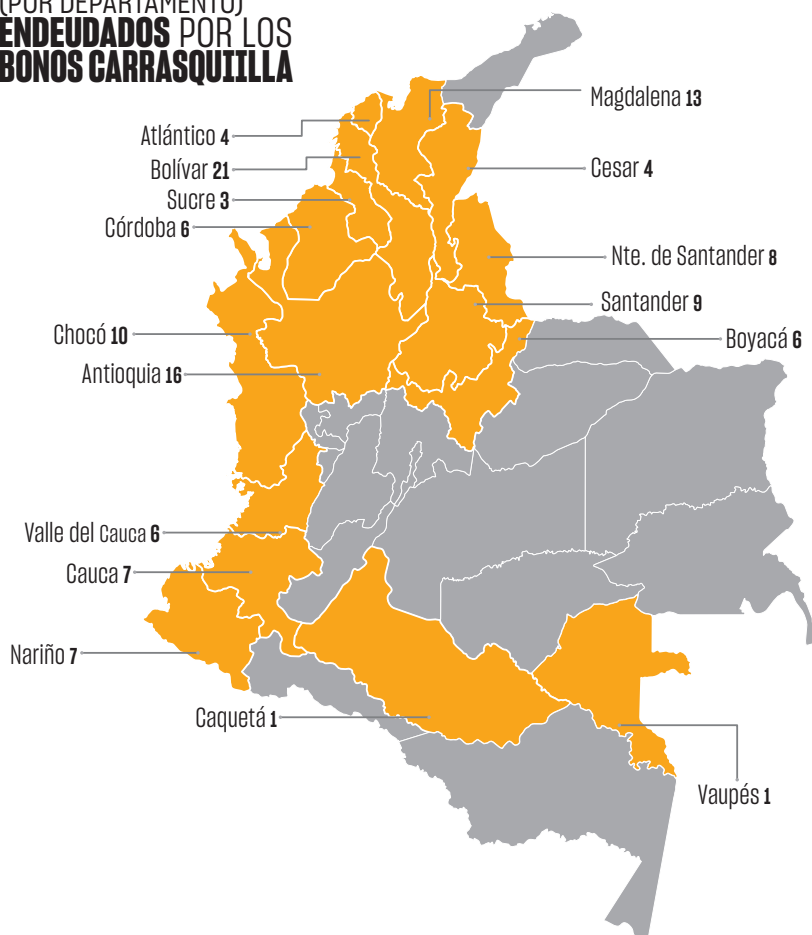 (POR DEPARTAMENTO)
ENDEUDADOS POR LOS
BONOS CARRASQUIILLA
Magdalena 13
Atlántico 4
Bolívar 21
Cesar 4
Sucre 3
Córdoba 6
Nte. de Santander 8
Santander 9
Chocó 10
Boyacá 6
Antioquia 16
Valle del Cauca 6
Cauca 7
Nariño 7
Caquetá 1
Vaupés 1